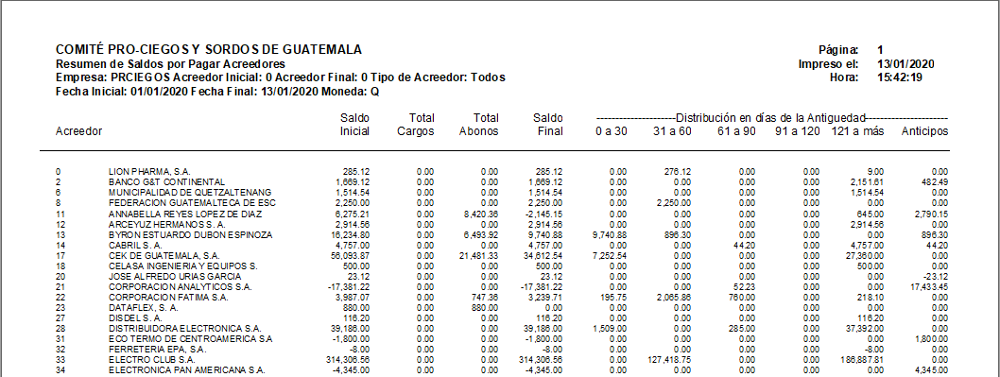 COMITÉ PRO-CIEGOS Y SORDOS DE GUATEMALA Página: 1
Resumen de Saldos por Pagar Acreedores Impreso el: 13/01/2020
Empresa: PRCIEGOS Acreedor Inicial: 0 Acreedor Final: 0 Tipo de Acreedor: Todos Hora: 15:42:19
Fecha Inicial: 01/01/2020 Fecha Final: 13/01/2020 Moneda: Q
Saldo Total Total Saldo ---------------------Distribución en días de la Antiguedad----------------------
Acreedor Inicial Cargos Abonos Final 0 a 30 31 a 60 61 a 90 91 a 120 121 a más Anticipos
0 LION PHARMA, S.A. 285.12 0.00 0.00 285.12 0.00 276.12 0.00 0.00 9.00 0.00
2 BANCO G&T CONTINENTAL 1,669.12 0.00 0.00 1,669.12 0.00 0.00 0.00 0.00 2,151.61 482.49
6 MUNICIPALIDAD DE QUETZALTENANG 1,514.54 0.00 0.00 1,514.54 0.00 0.00 0.00 0.00 1,514.54 0.00
8 FEDERACION GUATEMALTECA DE ESC 2,250.00 0.00 0.00 2,250.00 0.00 2,250.00 0.00 0.00 0.00 0.00
11 ANNABELLA REYES LOPEZ DE DIAZ 6,275.21 0.00 8,420.36 -2,145.15 0.00 0.00 0.00 0.00 645.00 2,790.15
12 ARCEYUZ HERMANOS S. A. 2,914.56 0.00 0.00 2,914.56 0.00 0.00 0.00 0.00 2,914.56 0.00
13 BYRON ESTUARDO DUBON ESPINOZA 16,234.80 0.00 6,493.92 9,740.88 9,740.88 896.30 0.00 0.00 0.00 896.30
14 CABRIL S. A. 4,757.00 0.00 0.00 4,757.00 0.00 0.00 44.20 0.00 4,757.00 44.20
17 CEK DE GUATEMALA, S.A. 56,093.87 0.00 21,481.33 34,612.54 7,252.54 0.00 0.00 0.00 27,360.00 0.00
18 CELASA INGENIERIA Y EQUIPOS S. 500.00 0.00 0.00 500.00 0.00 0.00 0.00 0.00 500.00 0.00
20 JOSE ALFREDO URIAS GARCIA 23.12 0.00 0.00 23.12 0.00 0.00 0.00 0.00 0.00 -23.12
21 CORPORACION ANALYTICOS S.A. -17,381.22 0.00 0.00 -17,381.22 0.00 0.00 52.23 0.00 0.00 17,433.45
22 CORPORACION FATIMA S.A. 3,987.07 0.00 747.36 3,239.71 195.75 2,065.86 760.00 0.00 218.10 0.00
23 DATAFLEX, S. A. 880.00 0.00 880.00 0.00 0.00 0.00 0.00 0.00 0.00 0.00
27 DISDEL S. A. 116.20 0.00 0.00 116.20 0.00 0.00 0.00 0.00 116.20 0.00
28 DISTRIBUIDORA ELECTRONICA S.A. 39,186.00 0.00 0.00 39,186.00 1,509.00 0.00 285.00 0.00 37,392.00 0.00
31 ECO TERMO DE CENTROAMERICA S.A -1,800.00 0.00 0.00 -1,800.00 0.00 0.00 0.00 0.00 0.00 1,800.00
32 FERRETERIA EPA, S.A. -8.00 0.00 0.00 -8.00 0.00 0.00 0.00 0.00 -8.00 0.00
33 ELECTRO CLUB S.A. 314,306.56 0.00 0.00 314,306.56 0.00 127,418.75 0.00 0.00 186,887.81 0.00
34 ELECTRONICA PAN AMERICANA S.A. -4,345.00 0.00 0.00 -4,345.00 0.00 0.00 0.00 0.00 0.00 4,345.00